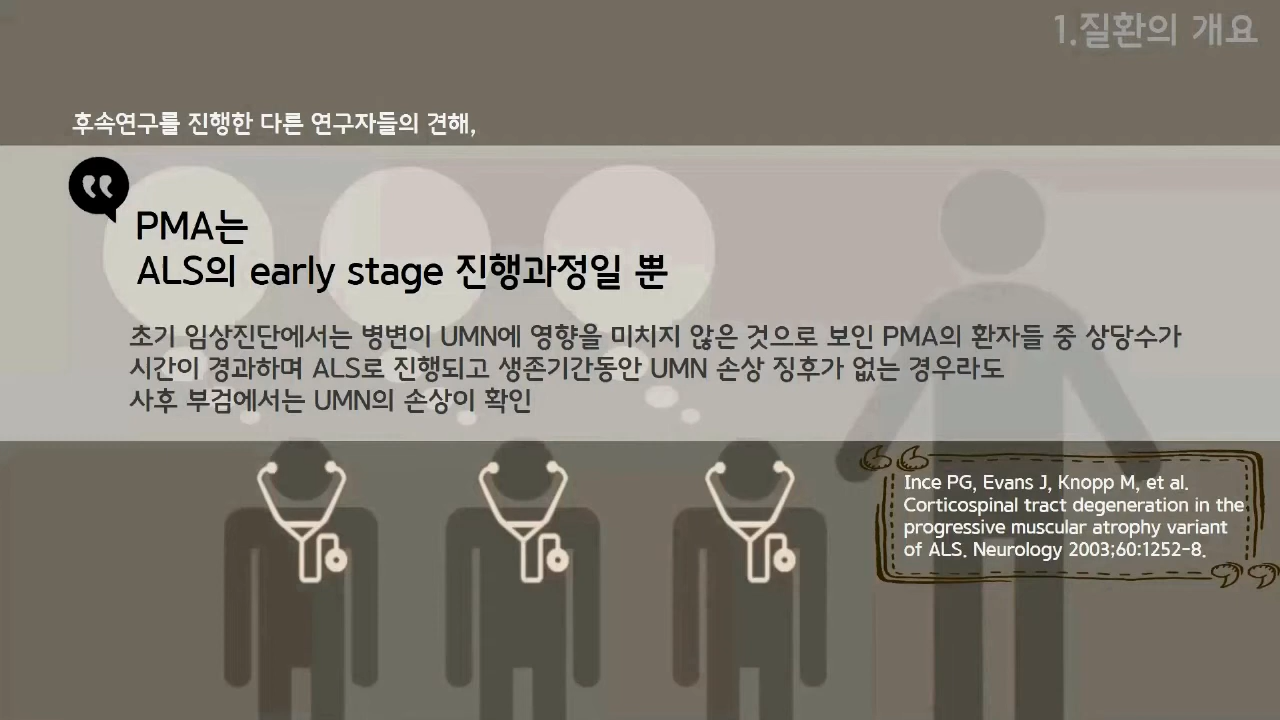 1.질환의 개요
후속연구를 진행한 다른 연구자들의 견해,
PMA는
ALS의 early stage 진행과정일 뿐
초기 임상진단에서는 병변이 UMN에 영향을 미치지 않은 것으로 보인 PMA의 환자들 중 상당수가
시간이 경과하며 ALS로 진행되고 생존기간동안 UMN 손상 징후가 없는 경우라도
사후 부검에서는 UMN의 손상이 확인
Ince PG, Evans J, Knopp M, et al.
Corticospinal tract degeneration in the
progressive muscular atrophy variant
of ALS. Neurology 2003;60:1252-8.